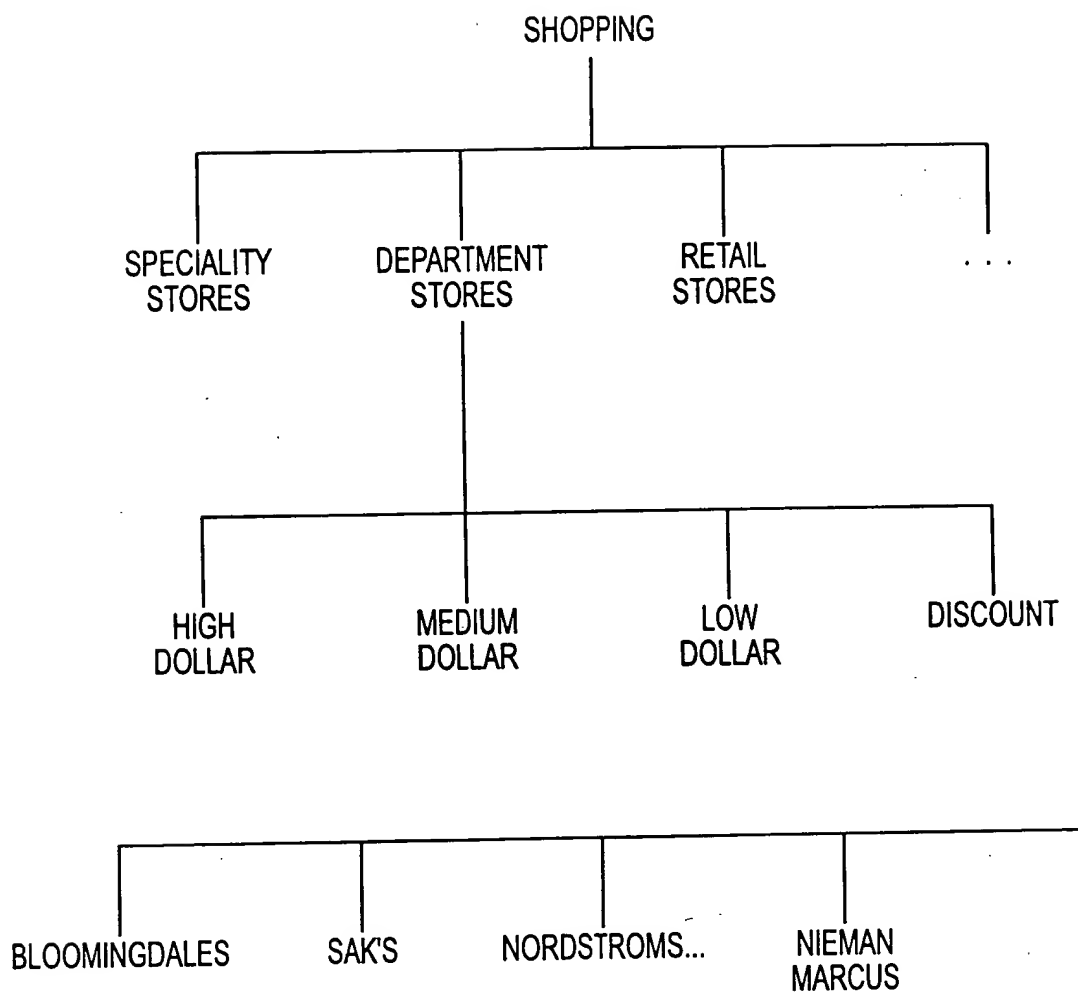 SHOPPING
SPECIALITY
STORES
DEPARTMENT
STORES
RETAIL
STORES
. . .
HIGH
DOLLAR
MEDIUM
DOLLAR
LOW
DOLLAR
DISCOUNT
BLOOMINGDALES
SAK'S
NORDSTROMS...
NIEMAN
MARCUS